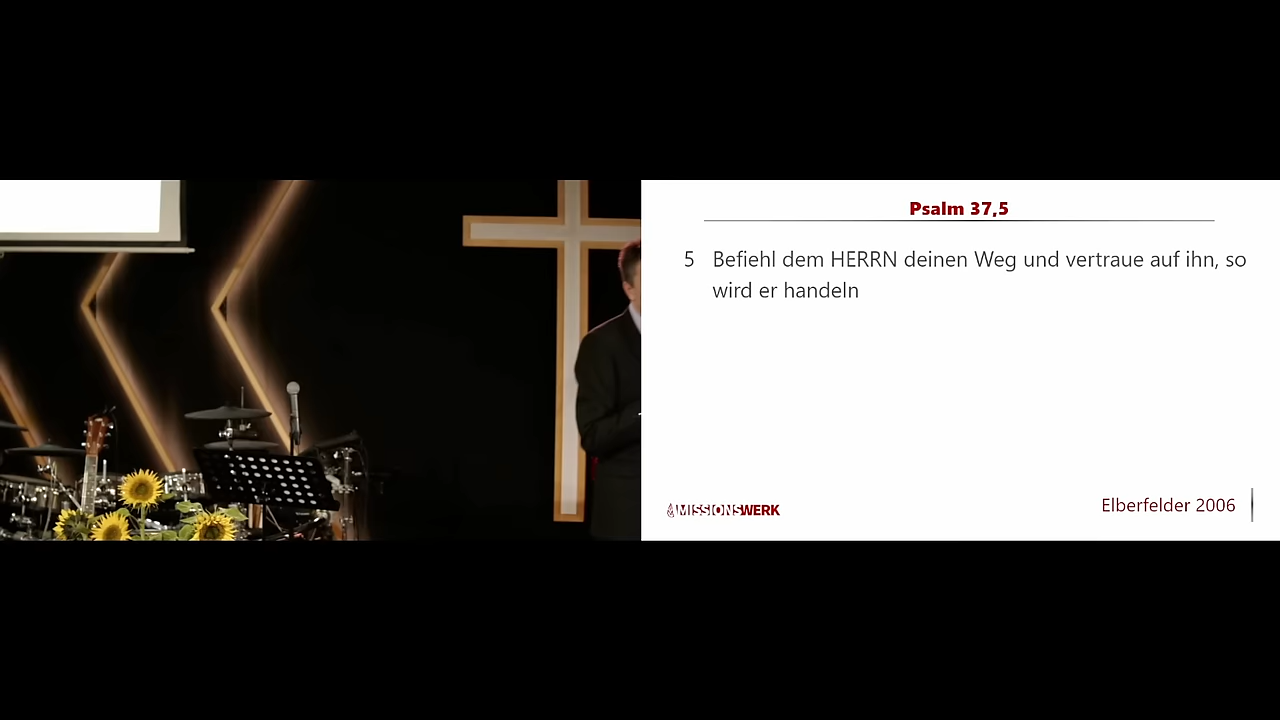 Psalm 37,5
5 Befiehl dem HERRN deinen Weg und vertraue auf ihn, so
wird er handeln
MISSIONSWERK
Elberfelder 2006